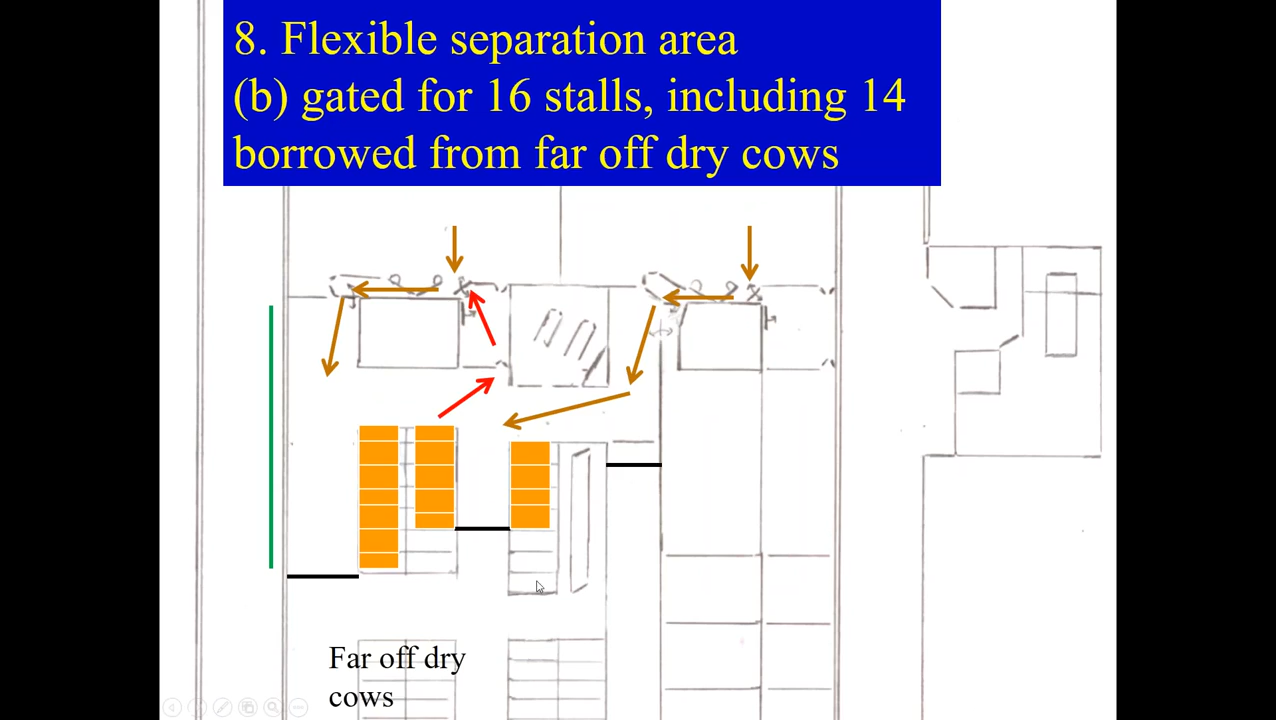 8. Flexible separation area
(b) gated for 16 stalls, including 14
borrowed from far off dry cows
Far off dry
cows